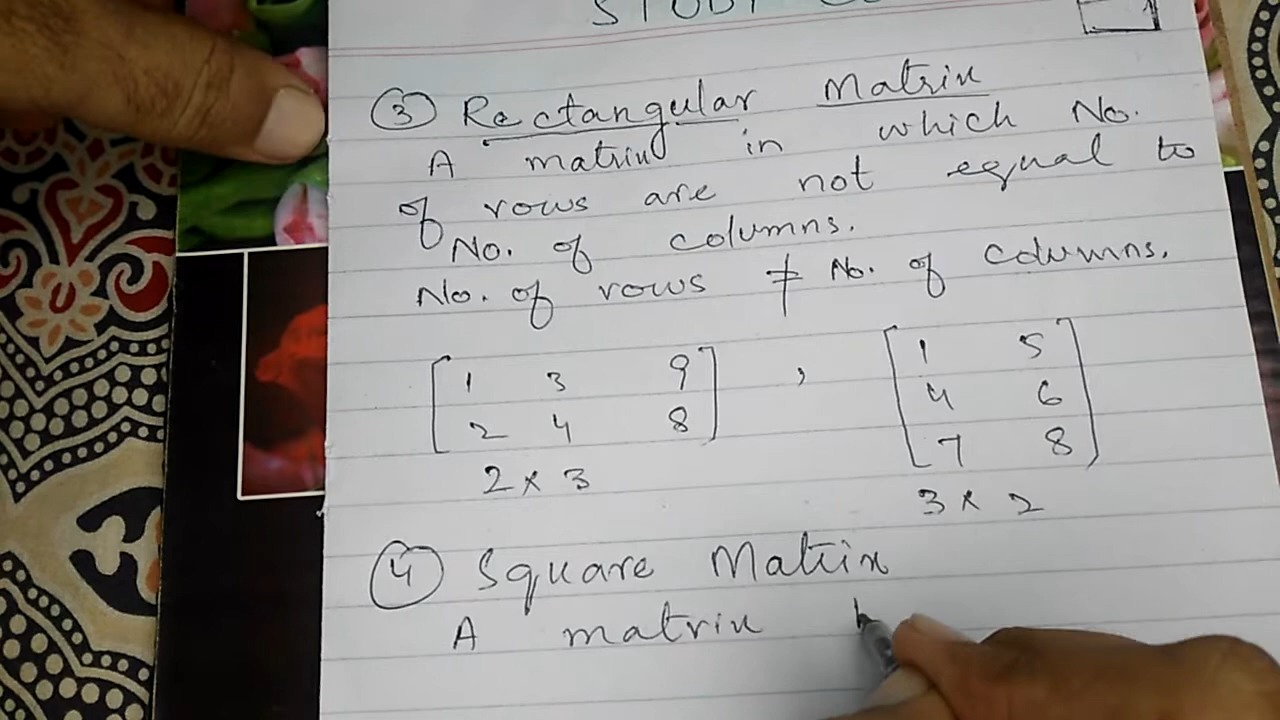 STUDY
③ Rectangular Matrix
A matrix in which No.
of rows are not equal to
No. of columns.
No. of rows ≠ No. of columns.
[1 3 9 , [1 5
2 4 8] 4 6
7 8]
2 × 3
3 × 2
④ Square Matrix
A matrix